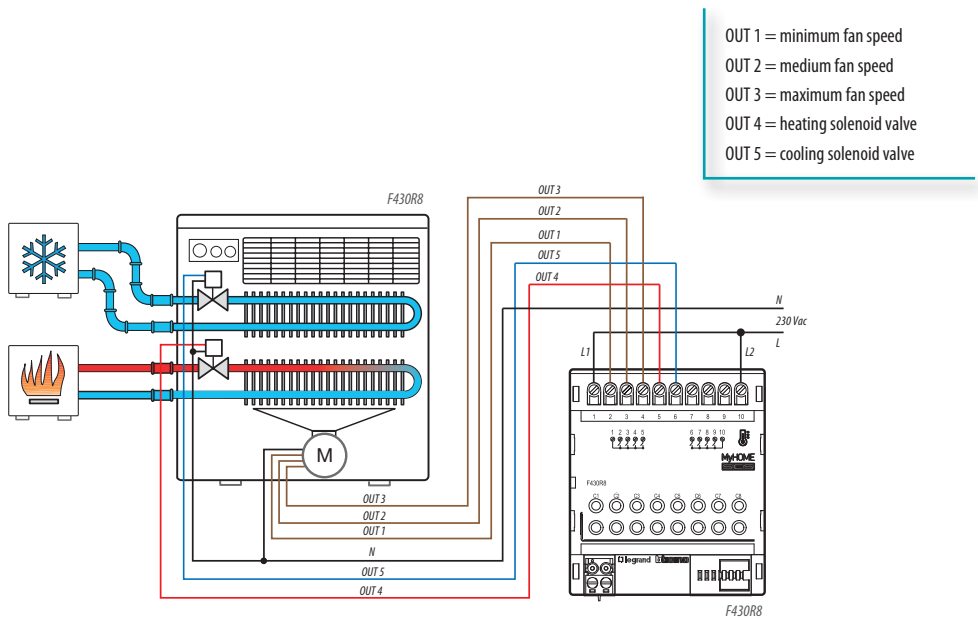 OUT 1 = minimum fan speed
OUT 2 = medium fan speed
OUT 3 = maximum fan speed
OUT 4 = heating solenoid valve
OUT 5 = cooling solenoid valve
F430R8
OUT 3
OUT 2
OUT 1
OUT 5
OUT 4
N
230 Vac
L
L1
L2
1 2 3 4 5 6 7 8 9 10
1 2 3 4 5
6 7 8 9 10
MyHOME
SCS
F430R8
C1 C2 C3 C4 C5 C6 C7 C8
legrand
M
OUT 3
OUT 2
OUT 1
N
OUT 5
OUT 4
F430R8